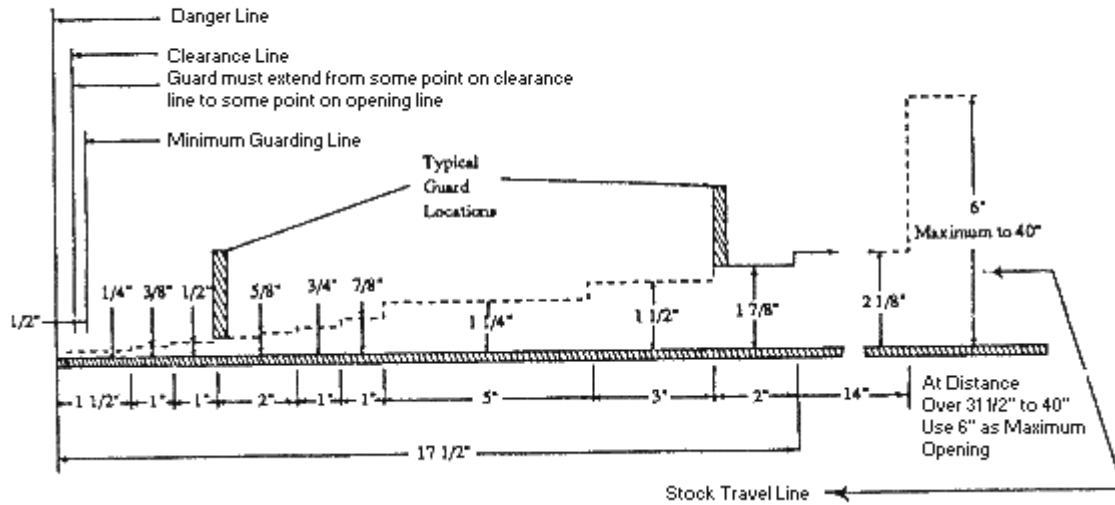 Danger Line
Clearance Line
Guard must extend from some point on clearance
line to some point on opening line
Minimum Guarding Line
Typical
Guard
Locations
6"
Maximum to 40"
1/4" 3/8" 1/2" 5/8" 3/4" 7/8"
1/2" 1 1/4" 1 1/2" 1 7/8" 2 1/8"
1 1/2" 1" 1" 2" 1" 1" 5" 3" 2" 14"
At Distance
Over 31 1/2" to 40"
Use 6" as Maximum
Opening
17 1/2"
Stock Travel Line